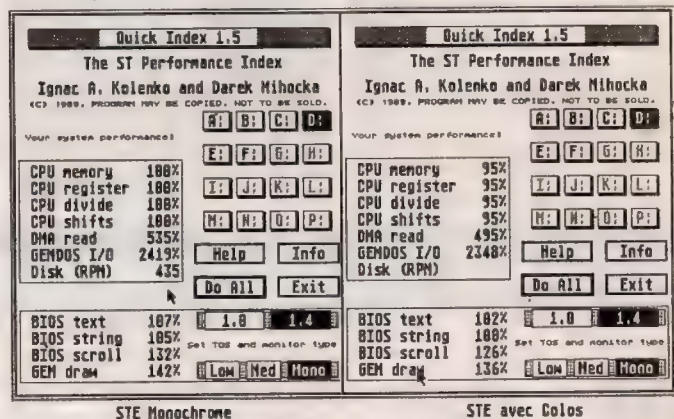 Quick Index 1.5
The ST Performance Index
Ignac A. Kolenko and Darek Mihocka
(C) 1989. PROGRAM MAY BE COPIED. NOT TO BE SOLD.
A: B: C: D:
Your system performance:
E: F: G: H:
I: J: K: L:
M: N: O: P:
CPU memory 100%
CPU register 100%
CPU divide 100%
CPU shifts 100%
DMA read 535%
GEMDOS I/O 2419%
Disk (RPM) 435
Help Info
Do All Exit
BIOS text 107%
BIOS string 105%
BIOS scroll 132%
GEM draw 142%
1.0 1.4
Set TOS and monitor type
Low Med Mono
STE Monochrome
Quick Index 1.5
The ST Performance Index
Ignac A. Kolenko and Darek Mihocka
(C) 1989. PROGRAM MAY BE COPIED. NOT TO BE SOLD.
A: B: C: D:
Your system performance:
E: F: G: H:
I: J: K: L:
M: N: O: P:
CPU memory 95%
CPU register 95%
CPU divide 95%
CPU shifts 95%
DMA read 495%
GEMDOS I/O 2348%
Disk (RPM)
Help Info
Do All Exit
BIOS text 102%
BIOS string 100%
BIOS scroll 126%
GEM draw 136%
1.0 1.4
Set TOS and monitor type
Low Med Mono
STE avec Colos